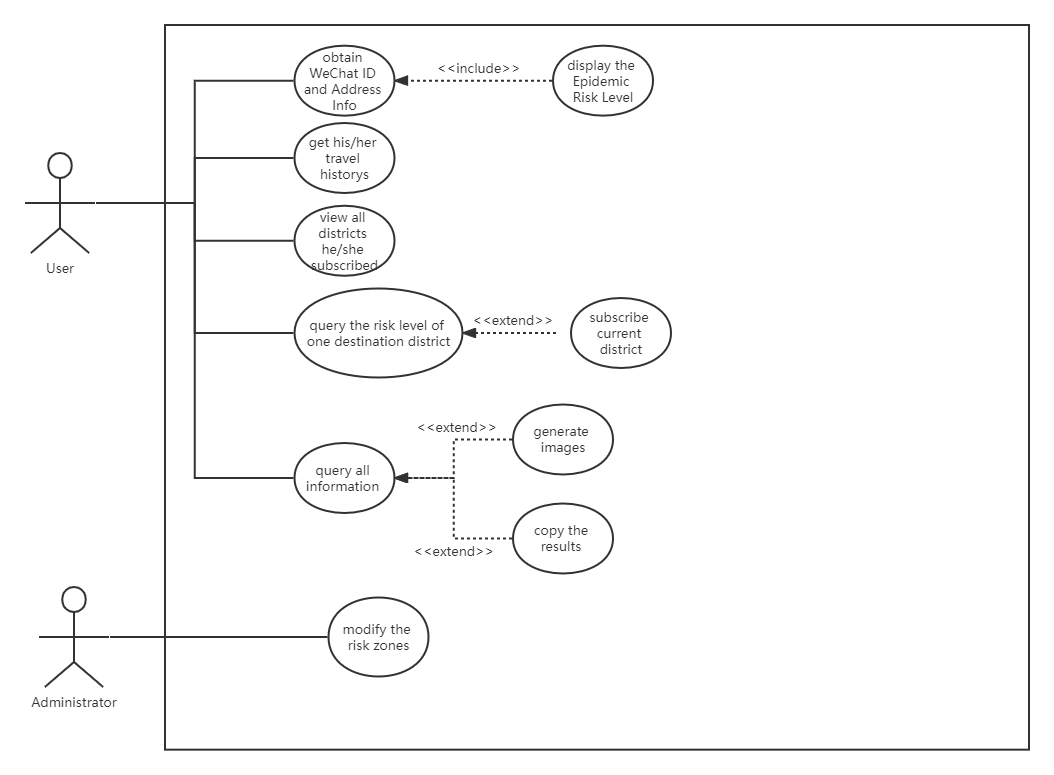 obtain
WeChat ID
and Address
Info
<<include>>
display the
Epidemic
Risk Level
get his/her
travel
historys
view all
districts
he/she
subscribed
User
query the risk level of
one destination district
<<extend>>
subscribe
current
district
<<extend>>
generate
images
query all
information
copy the
results
<<extend>>
modify the
risk zones
Administrator